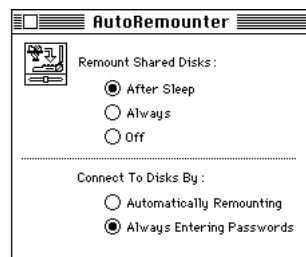 AutoRemounter
Remount Shared Disks:
After Sleep
Always
Off
Connect To Disks By:
Automatically Remounting
Always Entering Passwords